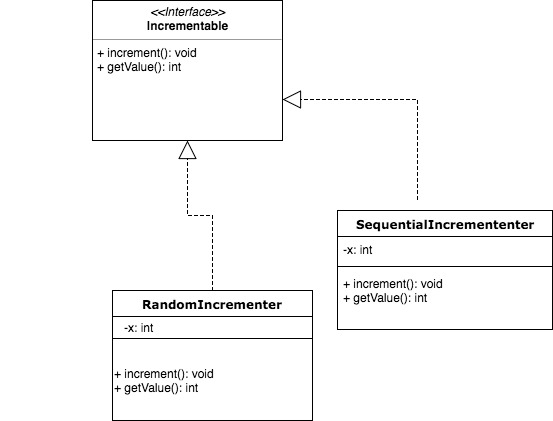 <<Interface>>
Incrementable
+ increment(): void
+ getValue(): int
SequentialIncremententer
-x: int
+ increment(): void
+ getValue(): int
RandomIncrementer
-x: int
+ increment(): void
+ getValue(): int